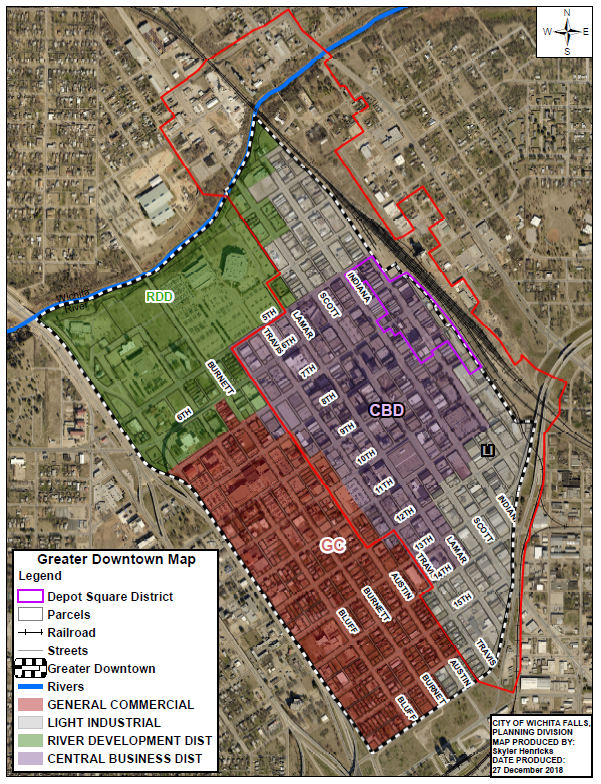 N
W E
S
Wichita
River
RDD
INDIANA
SCOTT
5TH
LAMAR
TRAVIS
6TH
7TH
BURNETT
8TH
CBD
6TH
9TH
LI
10TH
11TH
INDIANA
12TH
SCOTT
GC
13TH
LAMAR
TRAVIS
14TH
AUSTIN
BURNETT
15TH
BLUFF
TRAVIS
AUSTIN
BURNET
BLUFF
Greater Downtown Map
Legend
Depot Square District
Parcels
Railroad
Streets
Greater Downtown
Rivers
GENERAL COMMERCIAL
LIGHT INDUSTRIAL
RIVER DEVELOPMENT DIST
CENTRAL BUSINESS DIST
CITY OF WICHITA FALLS,
PLANNING DIVISION
MAP PRODUCED BY:
Skyler Henricks
DATE PRODUCED:
27 December 2018